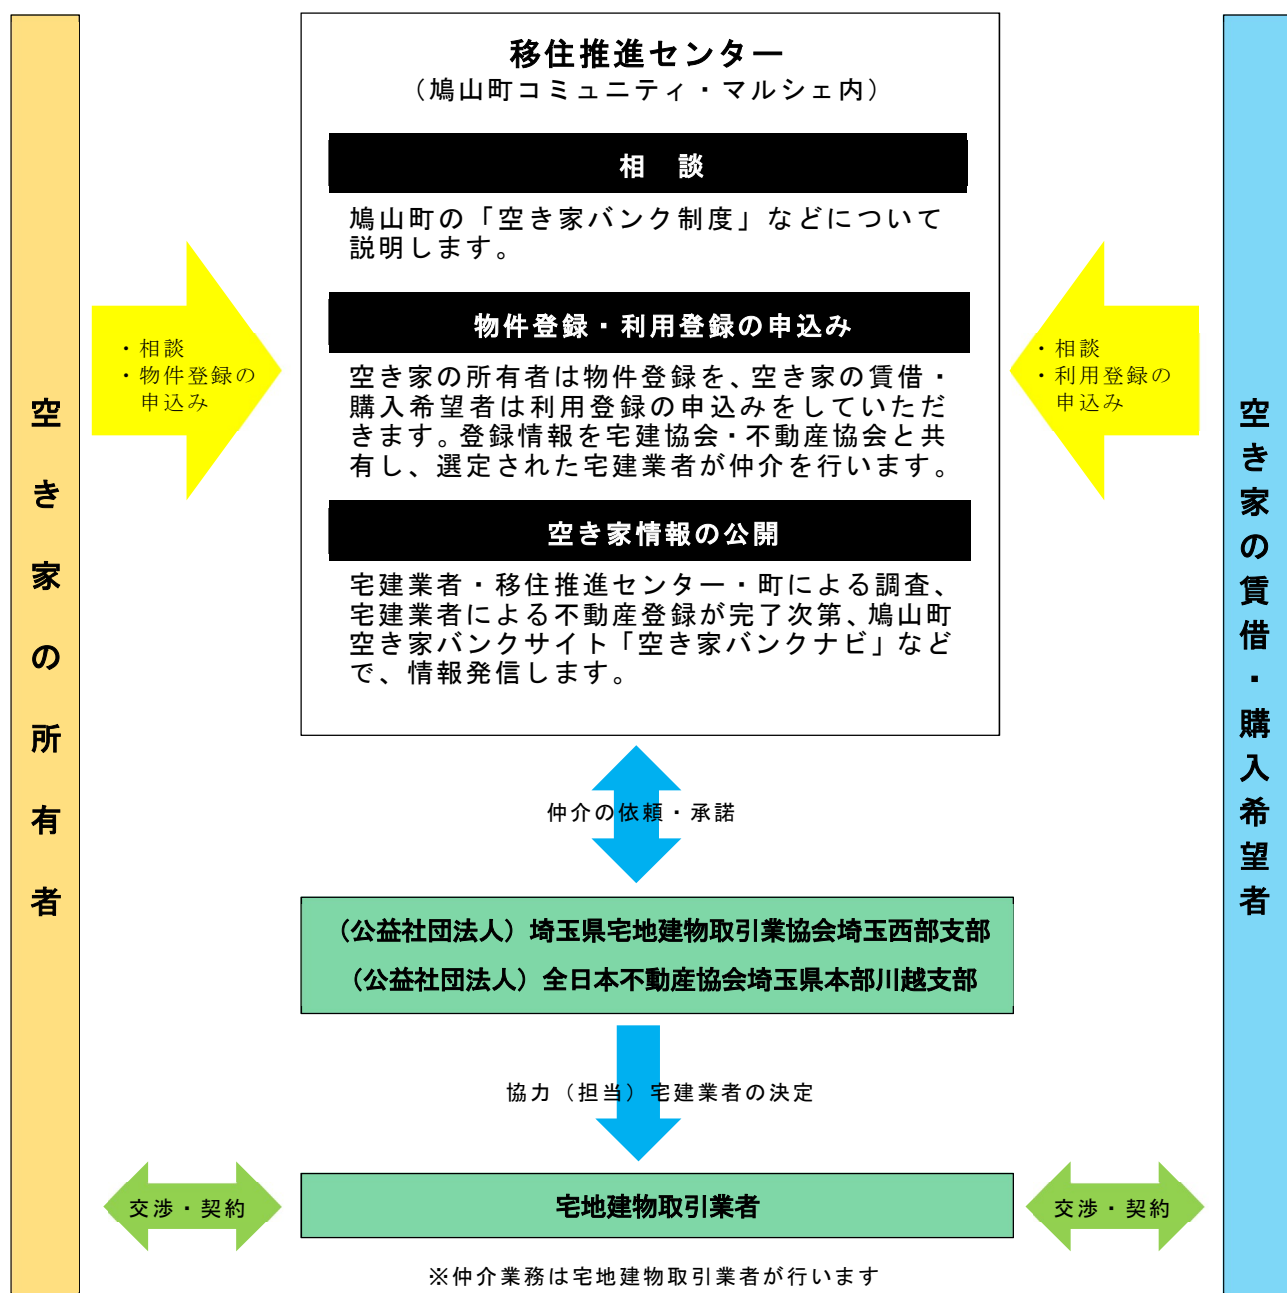 移住推進センター
（鳩山町コミュニティ・マルシェ内）
相　談
鳩山町の「空き家バンク制度」などについて
説明します。
物件登録・利用登録の申込み
空き家の所有者は物件登録を、空き家の賃借・
購入希望者は利用登録の申込みをしていただ
きます。登録情報を宅建協会・不動産協会と共
有し、選定された宅建業者が仲介を行います。
空き家情報の公開
宅建業者・移住推進センター・町による調査、
宅建業者による不動産登録が完了次第、鳩山町
空き家バンクサイト「空き家バンクナビ」など
で、情報発信します。
空き家の所有者
・相談
・物件登録の
申込み
・相談
・利用登録の
申込み
空き家の賃借・購入希望者
仲介の依頼・承諾
（公益社団法人）埼玉県宅地建物取引業協会埼玉西部支部
（公益社団法人）全日本不動産協会埼玉県本部川越支部
協力（担当）宅建業者の決定
交渉・契約
宅地建物取引業者
交渉・契約
※仲介業務は宅地建物取引業者が行います